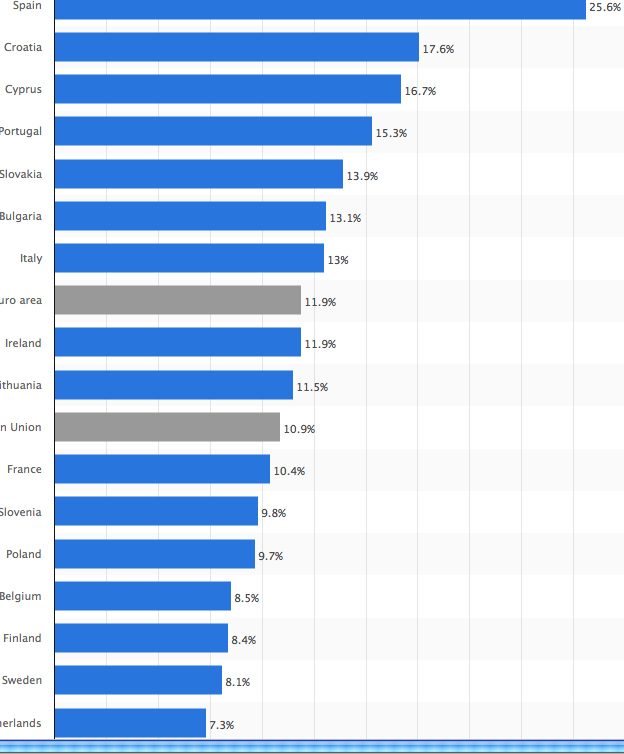 Spain 25.6%
Croatia 17.6%
Cyprus 16.7%
Portugal 15.3%
Slovakia 13.9%
Bulgaria 13.1%
Italy 13%
uro area 11.9%
Ireland 11.9%
ithuania 11.5%
n Union 10.9%
France 10.4%
Slovenia 9.8%
Poland 9.7%
Belgium 8.5%
Finland 8.4%
Sweden 8.1%
herlands 7.3%